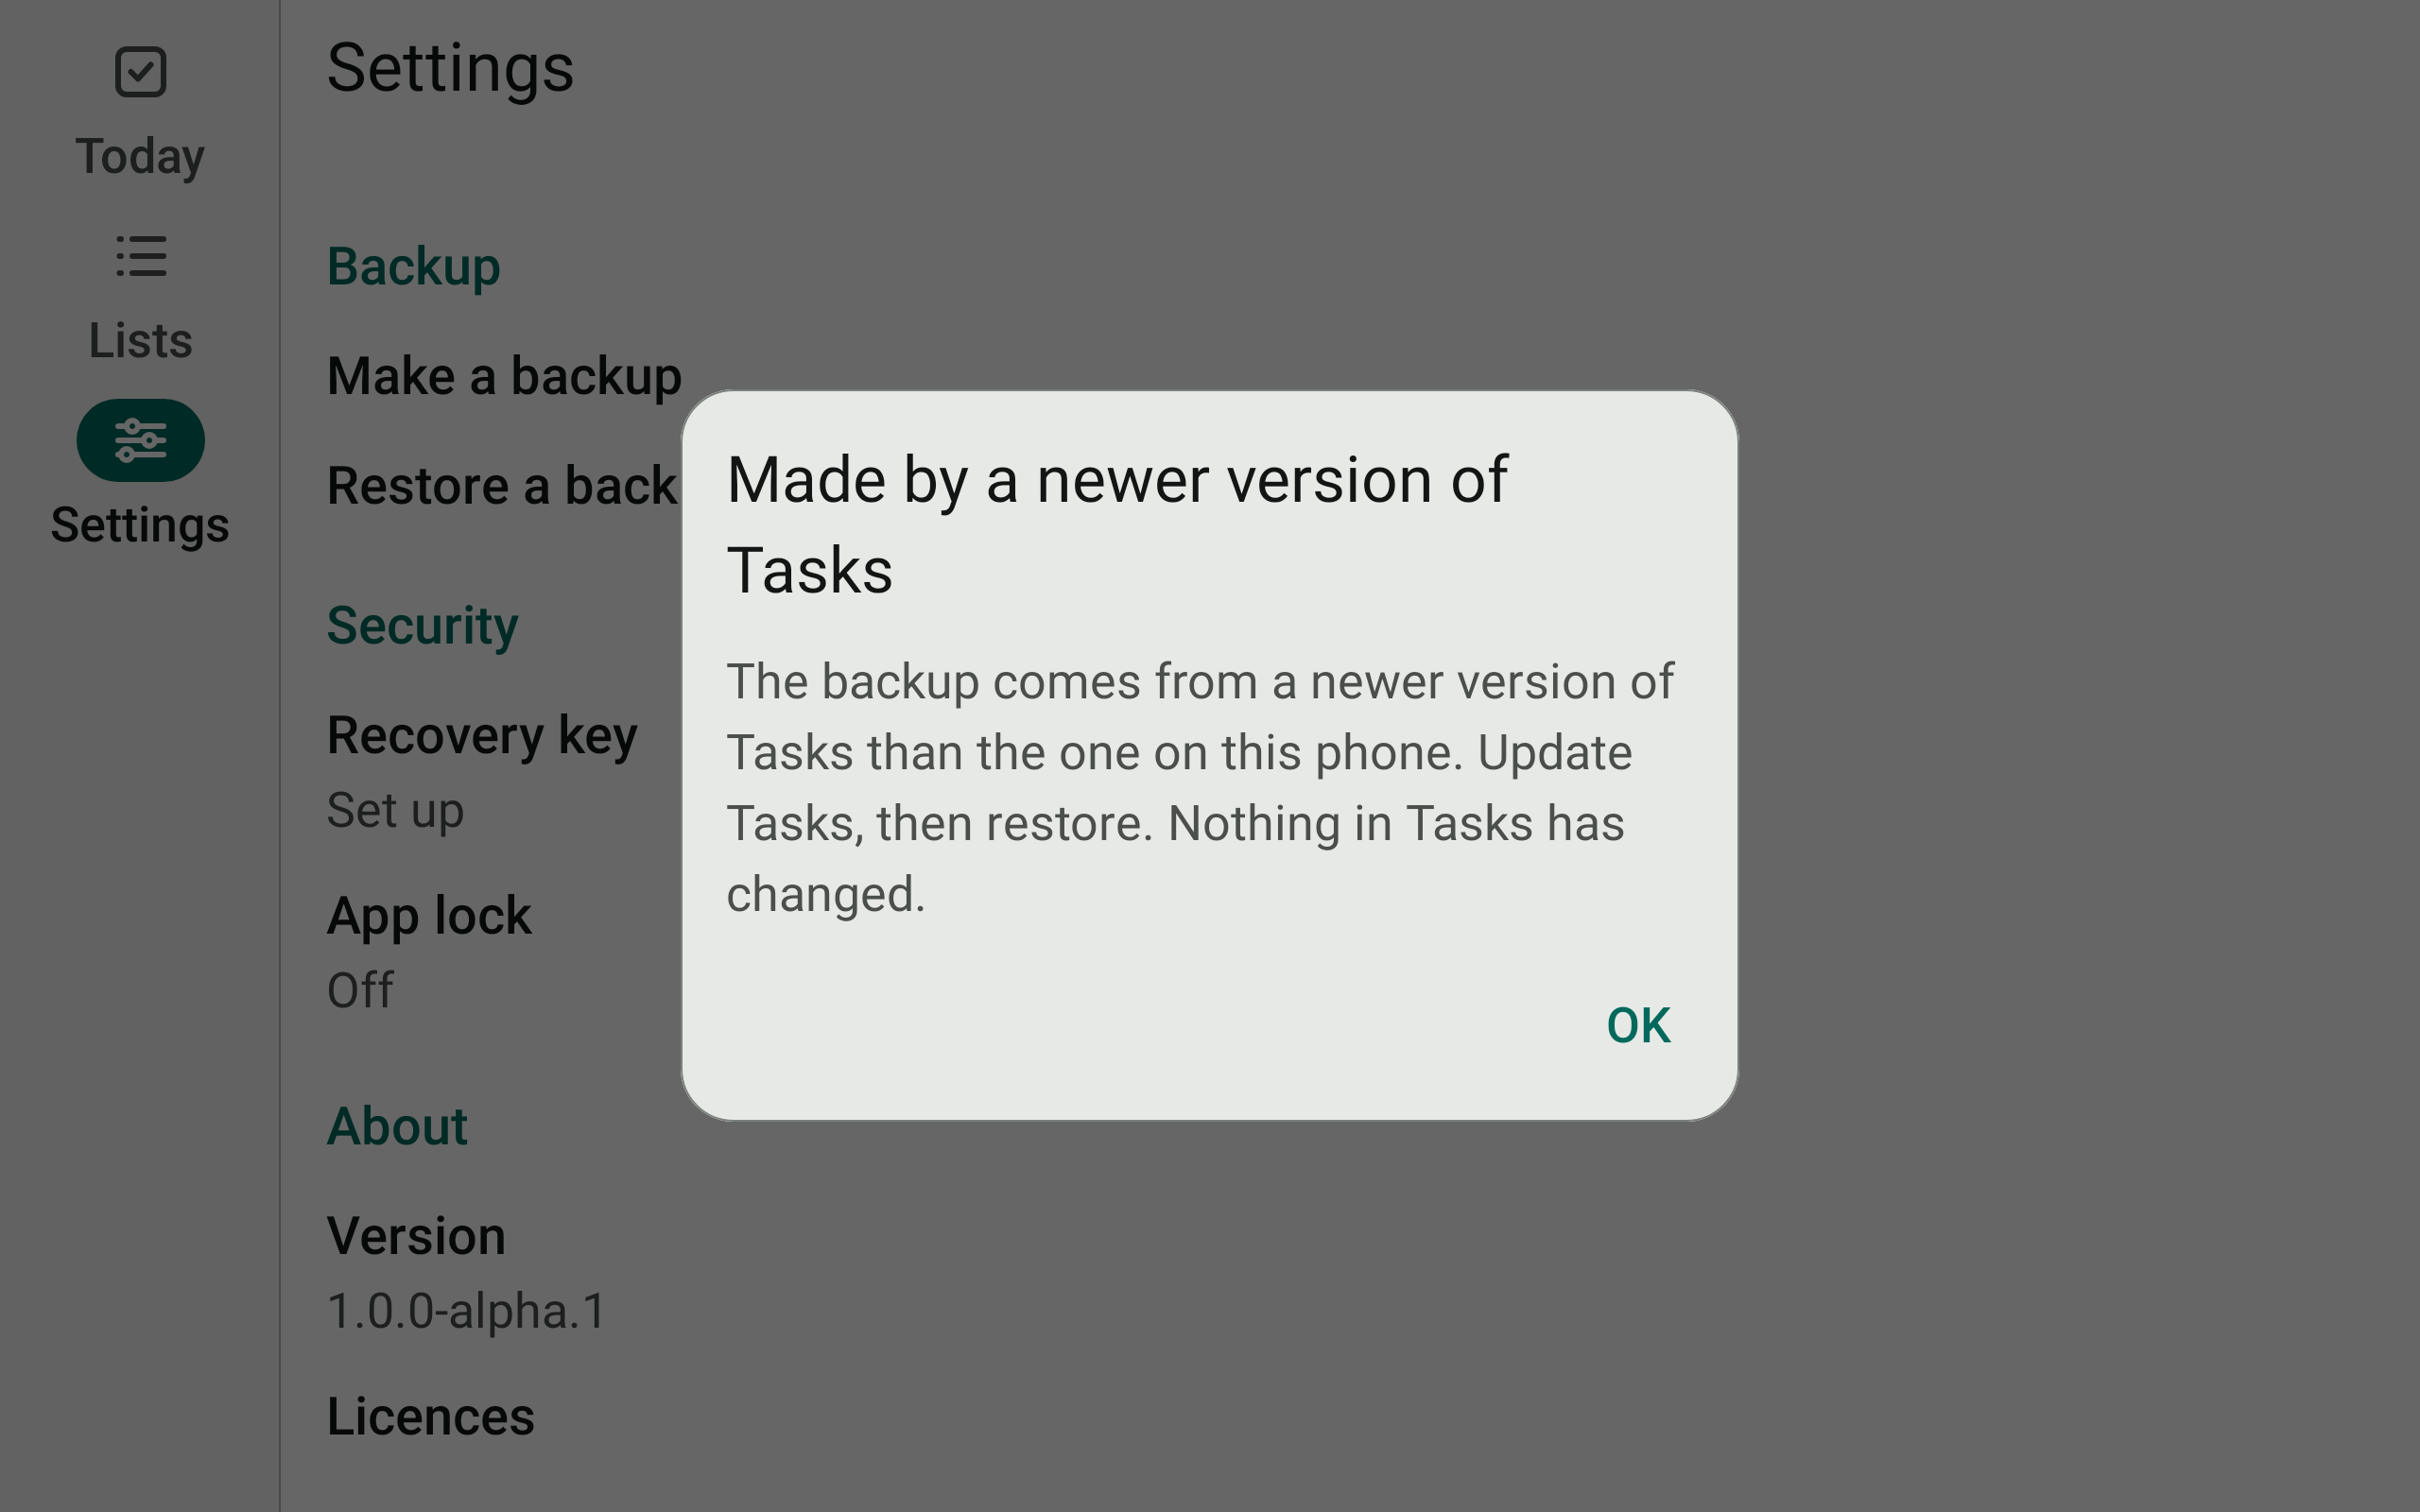 Today
Lists
Settings
Settings
Backup
Make a backup
Restore a back
Security
Recovery key
Set up
App lock
Off
About
Version
1.0.0-alpha.1
Licences
Made by a newer version of
Tasks
The backup comes from a newer version of
Tasks than the one on this phone. Update
Tasks, then restore. Nothing in Tasks has
changed.
OK